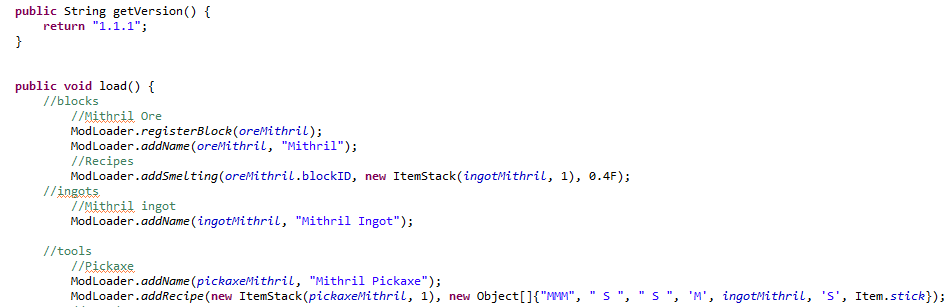 public String getVersion() {
return "1.1.1";
}
public void load() {
//blocks
//Mithril Ore
ModLoader.registerBlock(oreMithril);
ModLoader.addName(oreMithril, "Mithril");
//Recipes
ModLoader.addSmelting(oreMithril.blockID, new ItemStack(ingotMithril, 1), 0.4F);
//ingots
//Mithril ingot
ModLoader.addName(ingotMithril, "Mithril Ingot");
//tools
//Pickaxe
ModLoader.addName(pickaxeMithril, "Mithril Pickaxe");
ModLoader.addRecipe(new ItemStack(pickaxeMithril, 1), new Object[]{"MMM", " S ", " S ", 'M', ingotMithril, 'S', Item.stick});